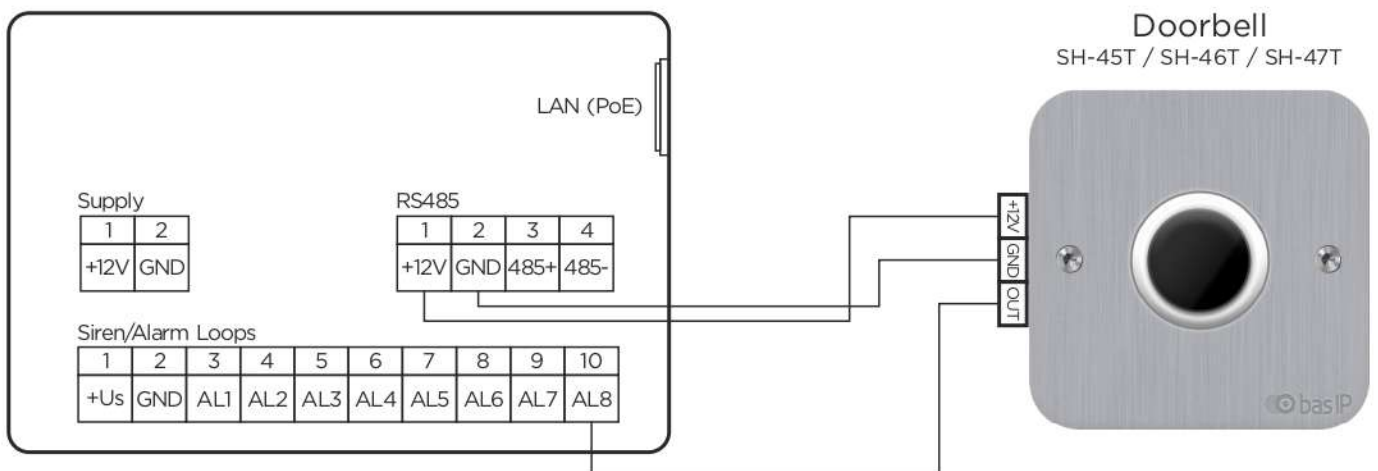 Doorbell
SH-45T / SH-46T / SH-47T
LAN (PoE)
Supply
1 2
+12V GND
RS485
1 2 3 4
+12V GND 485+ 485-
+12V
GND
OUT
Siren/Alarm Loops
1 2 3 4 5 6 7 8 9 10
+Us GND AL1 AL2 AL3 AL4 AL5 AL6 AL7 AL8
basIP